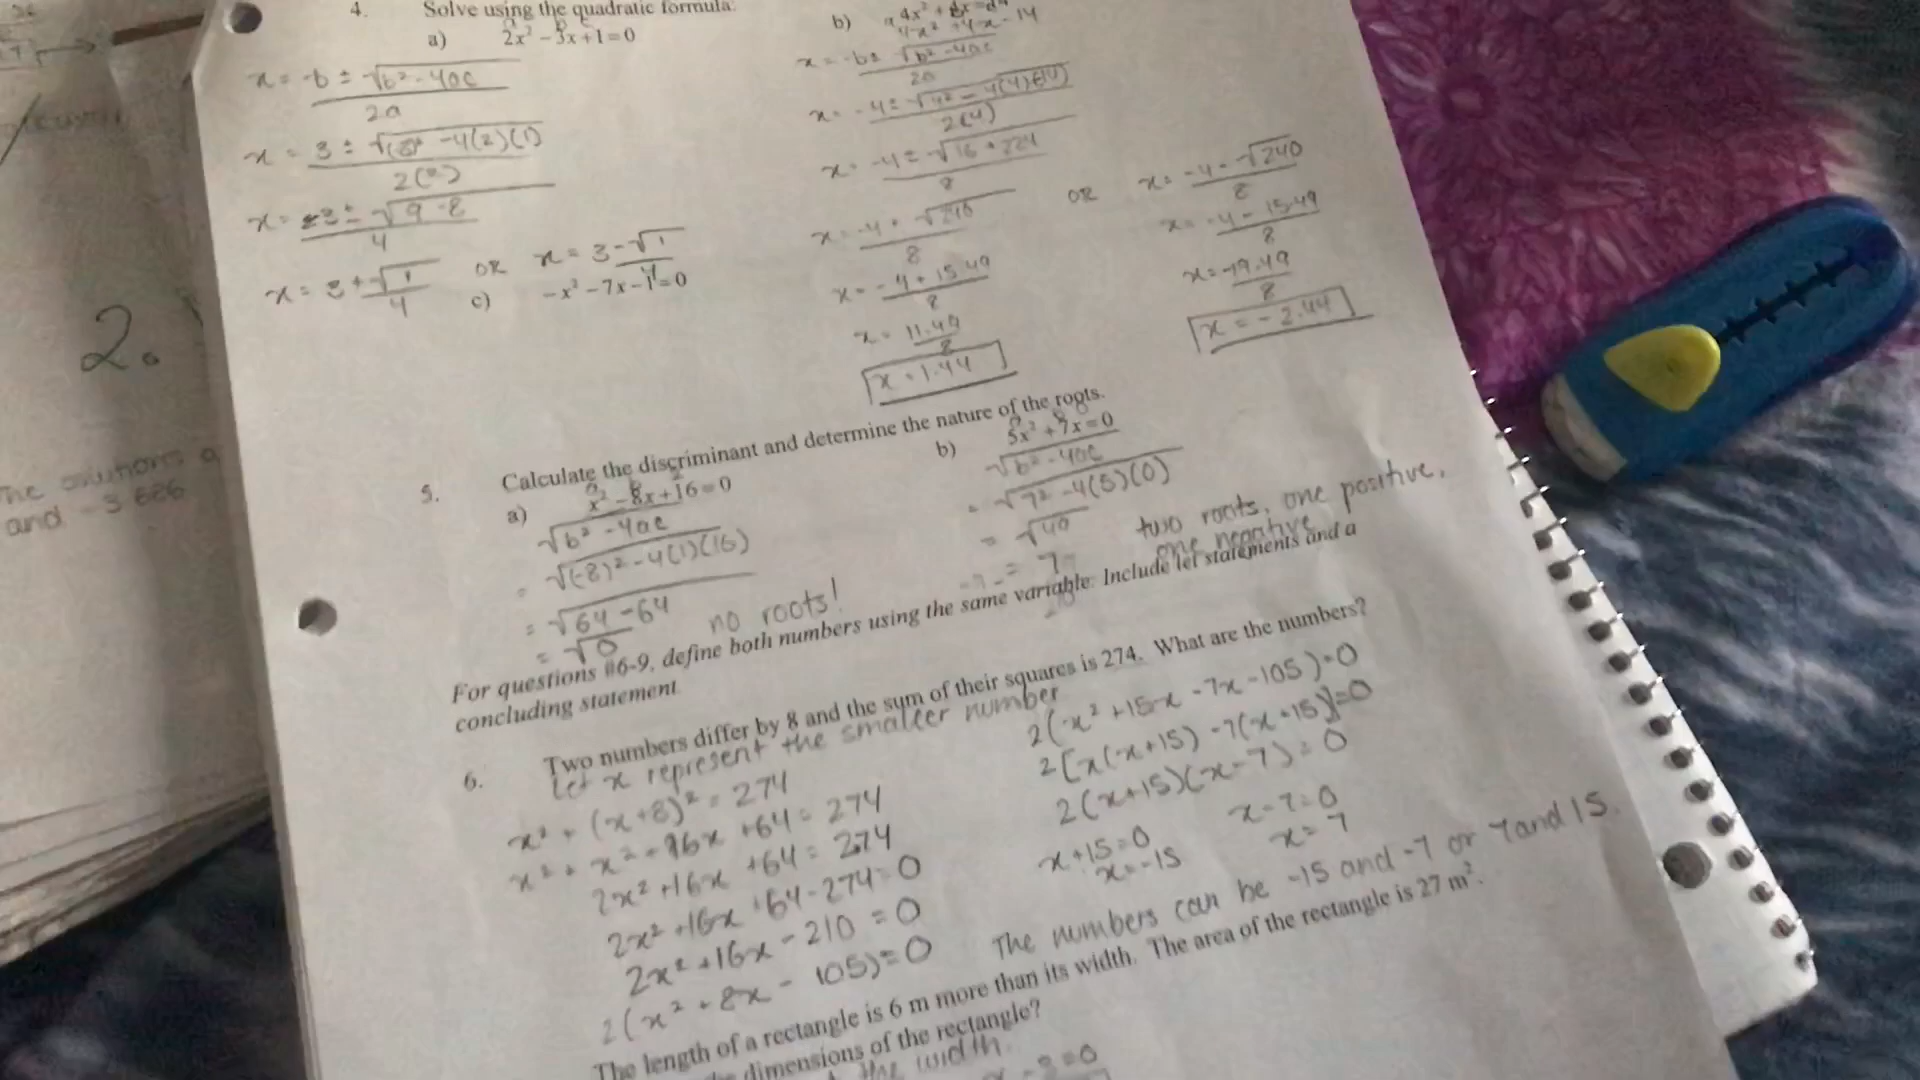 4. Solve using the quadratic formula:
a) 2x² - 3x + 1 = 0
x = -b ± √b² - 4ac
2a
x = 3 ± √(3)² - 4(2)(1)
2(2)
x = 3 ± √9 - 8
4
x = 3 + √1
4
OR x = 3 - √1
4
b)
4x² + 4x - 14
x = -b ± √b² - 4ac
2a
x = -4 ± √4² - 4(4)(-14)
2(4)
x = -4 ± √16 + 224
8
x = -4 + √240
8
x = -4 + 15.49
8
x = 11.49
8
x = 1.44
OR
x = -4 - √240
8
x = -4 - 15.49
8
x = -19.49
8
x = -2.44
c) -x² - 7x - 1 = 0
2.
and -3.686
5. Calculate the discriminant and determine the nature of the roots.
a) x² - 8x + 16 = 0
√b² - 4ac
= √(-8)² - 4(1)(16)
= √64 - 64
= √0
no roots!
b) 5x² + 7x = 0
√b² - 4ac
= √7² - 4(5)(0)
= √49
= 7
two roots, one positive,
one negative
For questions #6-9, define both numbers using the same variable. Include let statements and a
concluding statement.
6. Two numbers differ by 8 and the sum of their squares is 274. What are the numbers?
Let x represent the smaller number
x² + (x+8)² = 274
x² + x² + 16x + 64 = 274
2x² + 16x + 64 = 274
2x² + 16x + 64 - 274 = 0
2x² + 16x - 210 = 0
2(x² + 8x - 105) = 0
2(x² + 15x - 7x - 105) = 0
2[x(x+15) - 7(x+15)] = 0
2(x+15)(x-7) = 0
x+15 = 0
x = -15
x - 7 = 0
x = 7
The numbers can be -15 and -7 or 7 and 15.
The length of a rectangle is 6 m more than its width. The area of the rectangle is 27 m².
dimensions of the rectangle?
the width